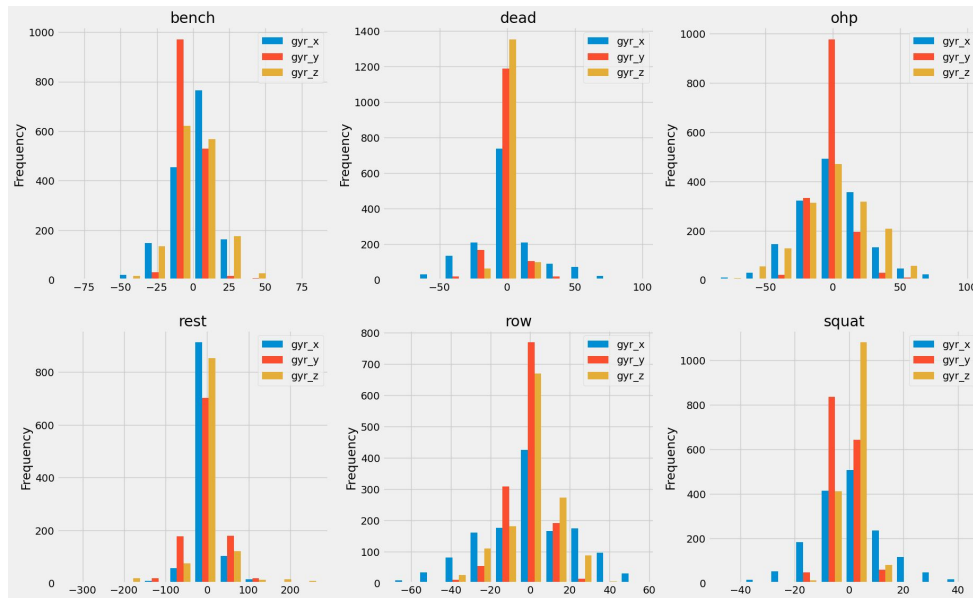 bench
Frequency
1000
800
600
400
200
0
−75 −50 −25 0 25 50 75
gyr_x
gyr_y
gyr_z
dead
Frequency
1400
1200
1000
800
600
400
200
0
−50 0 50 100
gyr_x
gyr_y
gyr_z
ohp
Frequency
1000
800
600
400
200
0
−50 0 50 100
gyr_x
gyr_y
gyr_z
rest
Frequency
800
600
400
200
0
−300 −200 −100 0 100 200
gyr_x
gyr_y
gyr_z
row
Frequency
800
700
600
500
400
300
200
100
0
−60 −40 −20 0 20 40 60
gyr_x
gyr_y
gyr_z
squat
Frequency
1000
800
600
400
200
0
−40 −20 0 20 40
gyr_x
gyr_y
gyr_z